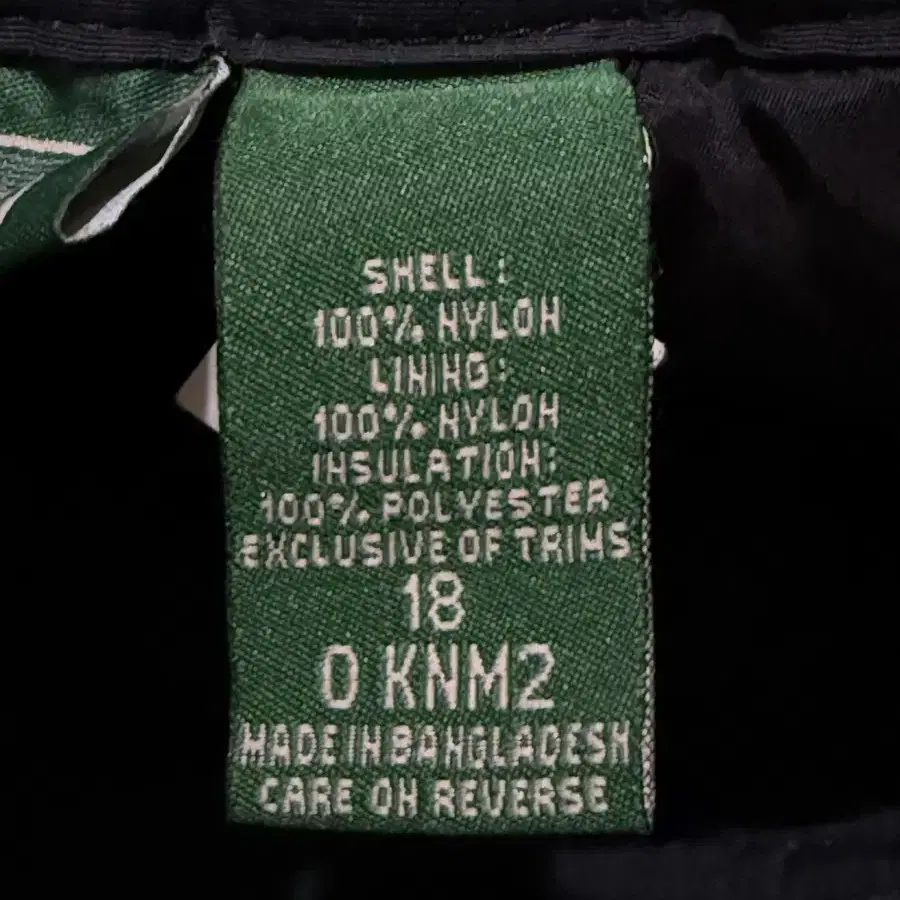 SHELL:
100% NYLON
LINING:
100% NYLON
INSULATION:
100% POLYESTER
EXCLUSIVE OF TRIMS
18
0 KNM2
MADE IN BANGLADESH
CARE ON REVERSE